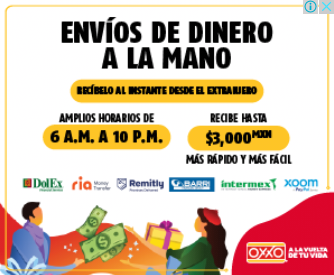 ENVÍOS DE DINERO
A LA MANO
RECÍBELO AL INSTANTE DESDE EL EXTRANJERO
AMPLIOS HORARIOS DE
6 A.M. A 10 P.M.
RECIBE HASTA
$3,000 MXN
MÁS RÁPIDO Y MÁS FÁCIL
DolEx
ria Money Transfer
Remitly
BARRI
intermex
xoom
PayPal
OXXO
A LA VUELTA
DE TU VIDA